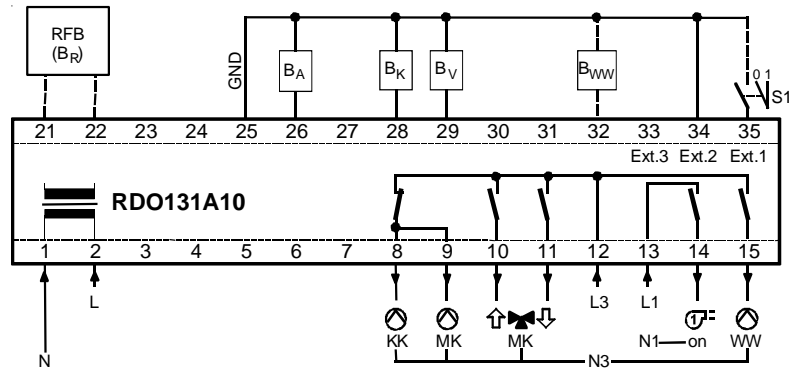 RFB
(BR)
GND
BA
BK
BV
BWW
0 1
S1
21 22 23 24 25 26 27 28 29 30 31 32 33 34 35
Ext.3 Ext.2 Ext.1
RDO131A10
1 2 3 4 5 6 7 8 9 10 11 12 13 14 15
L L3 L1
1
KK MK MK N1 on WW
N N3